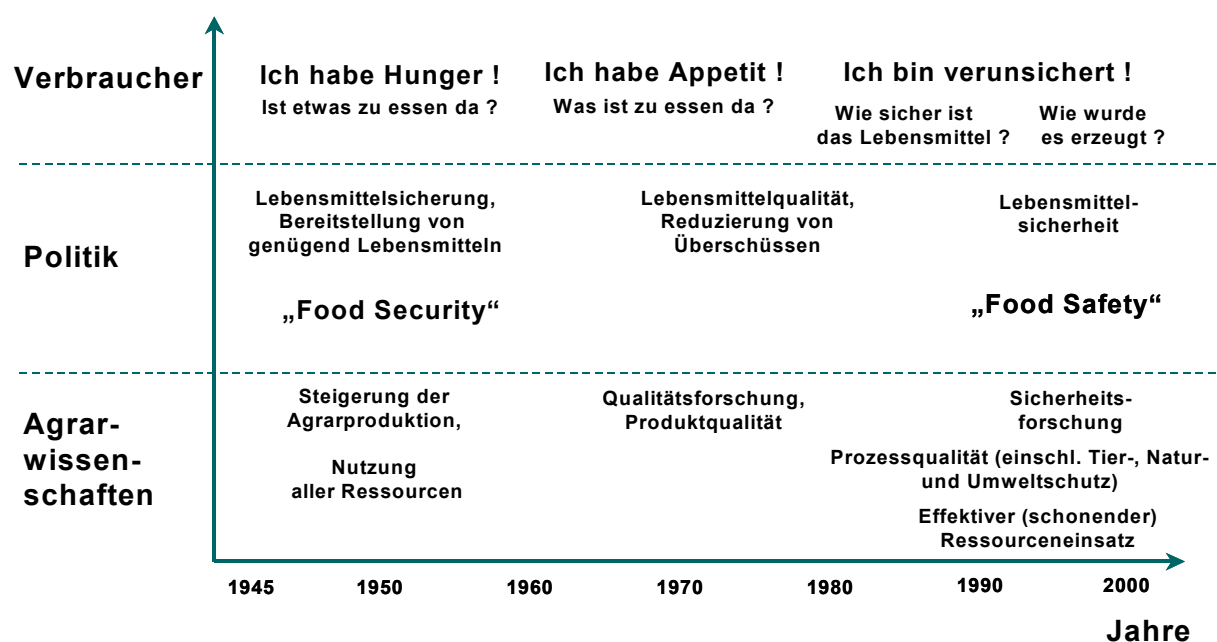 Verbraucher
Ich habe Hunger !
Ist etwas zu essen da ?
Ich habe Appetit !
Was ist zu essen da ?
Ich bin verunsichert !
Wie sicher ist
das Lebensmittel ?
Wie wurde
es erzeugt ?
Politik
Lebensmittelsicherung,
Bereitstellung von
genügend Lebensmitteln
„Food Security“
Lebensmittelqualität,
Reduzierung von
Überschüssen
Lebensmittel-
sicherheit
„Food Safety“
Agrar-
wissen-
schaften
Steigerung der
Agrarproduktion,
Nutzung
aller Ressourcen
Qualitätsforschung,
Produktqualität
Sicherheits-
forschung
Prozessqualität (einschl. Tier-, Natur-
und Umweltschutz)
Effektiver (schonender)
Ressourceneinsatz
1945 1950 1960 1970 1980 1990 2000
Jahre